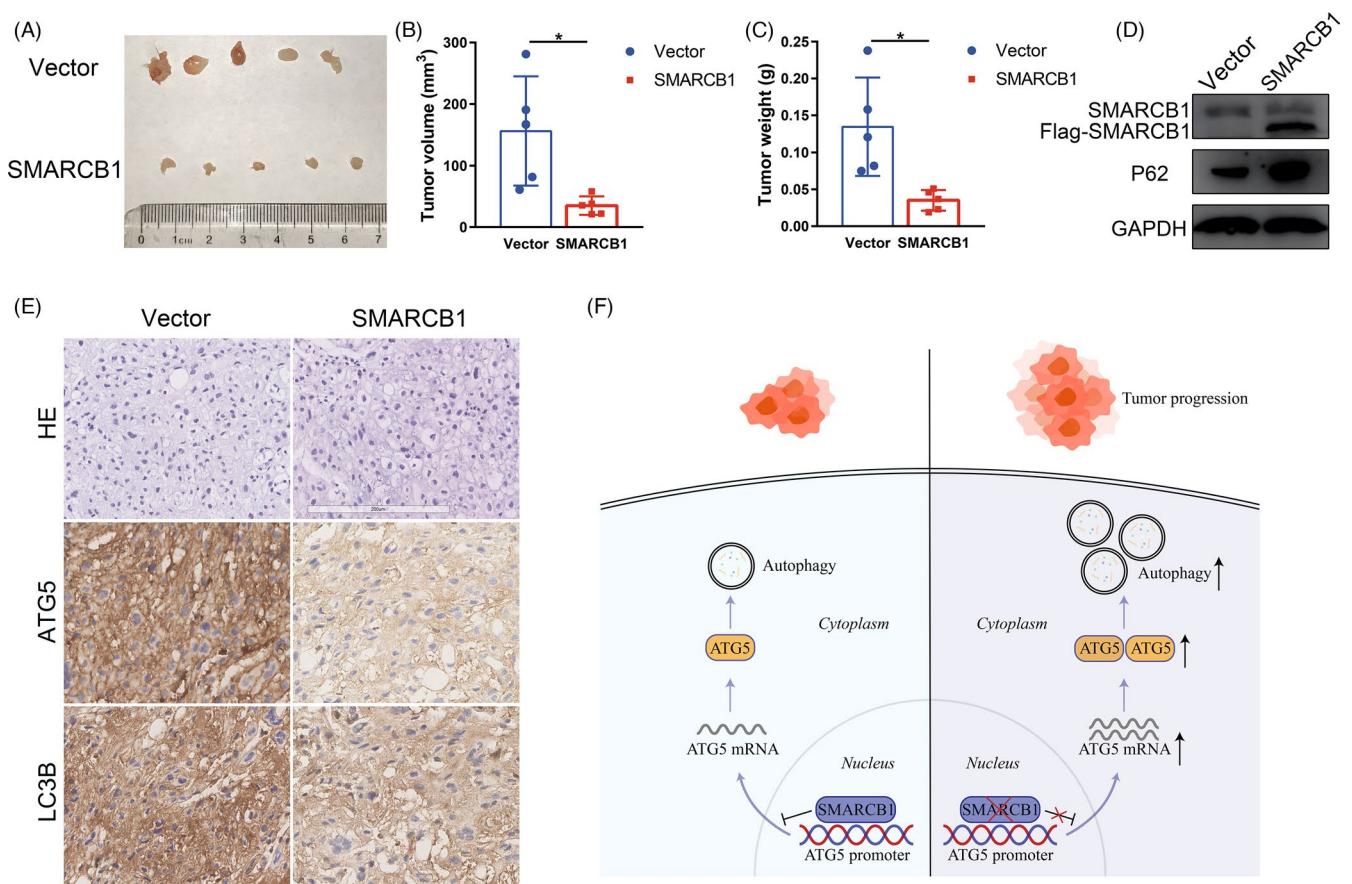 (A)
Vector
SMARCB1
0 1CM 2 3 4 5 6 7
(B)
Tumor volume (mm3)
300
200
100
0
Vector SMARCB1
Vector
SMARCB1
*
(C)
Tumor weight (g)
0.25
0.20
0.15
0.10
0.05
0.00
Vector SMARCB1
Vector
SMARCB1
*
(D)
Vector
SMARCB1
SMARCB1
Flag-SMARCB1
P62
GAPDH
(E)
Vector
SMARCB1
HE
200um
ATG5
LC3B
(F)
Tumor progression
Autophagy
Autophagy
Cytoplasm
Cytoplasm
ATG5
ATG5 ATG5
ATG5 mRNA
ATG5 mRNA
Nucleus
Nucleus
SMARCB1
SMARCB1
ATG5 promoter
ATG5 promoter